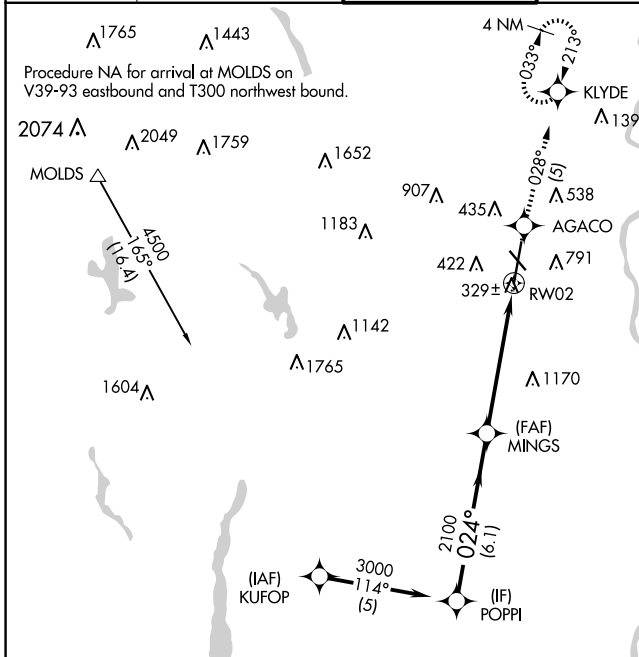 1765
1443
4 NM
033°
213°
Procedure NA for arrival at MOLDS on
V39-93 eastbound and T300 northwest bound.
KLYDE
139
2074
2049
1759
1652
028°
(5)
MOLDS
907
435
538
AGACO
1183
4500
165°
(16.4)
422
791
329±
RW02
1142
1765
1604
1170
(FAF)
MINGS
2100
024°
(6.1)
(IAF)
KUFOP
3000
114°
(5)
(IF)
POPPI